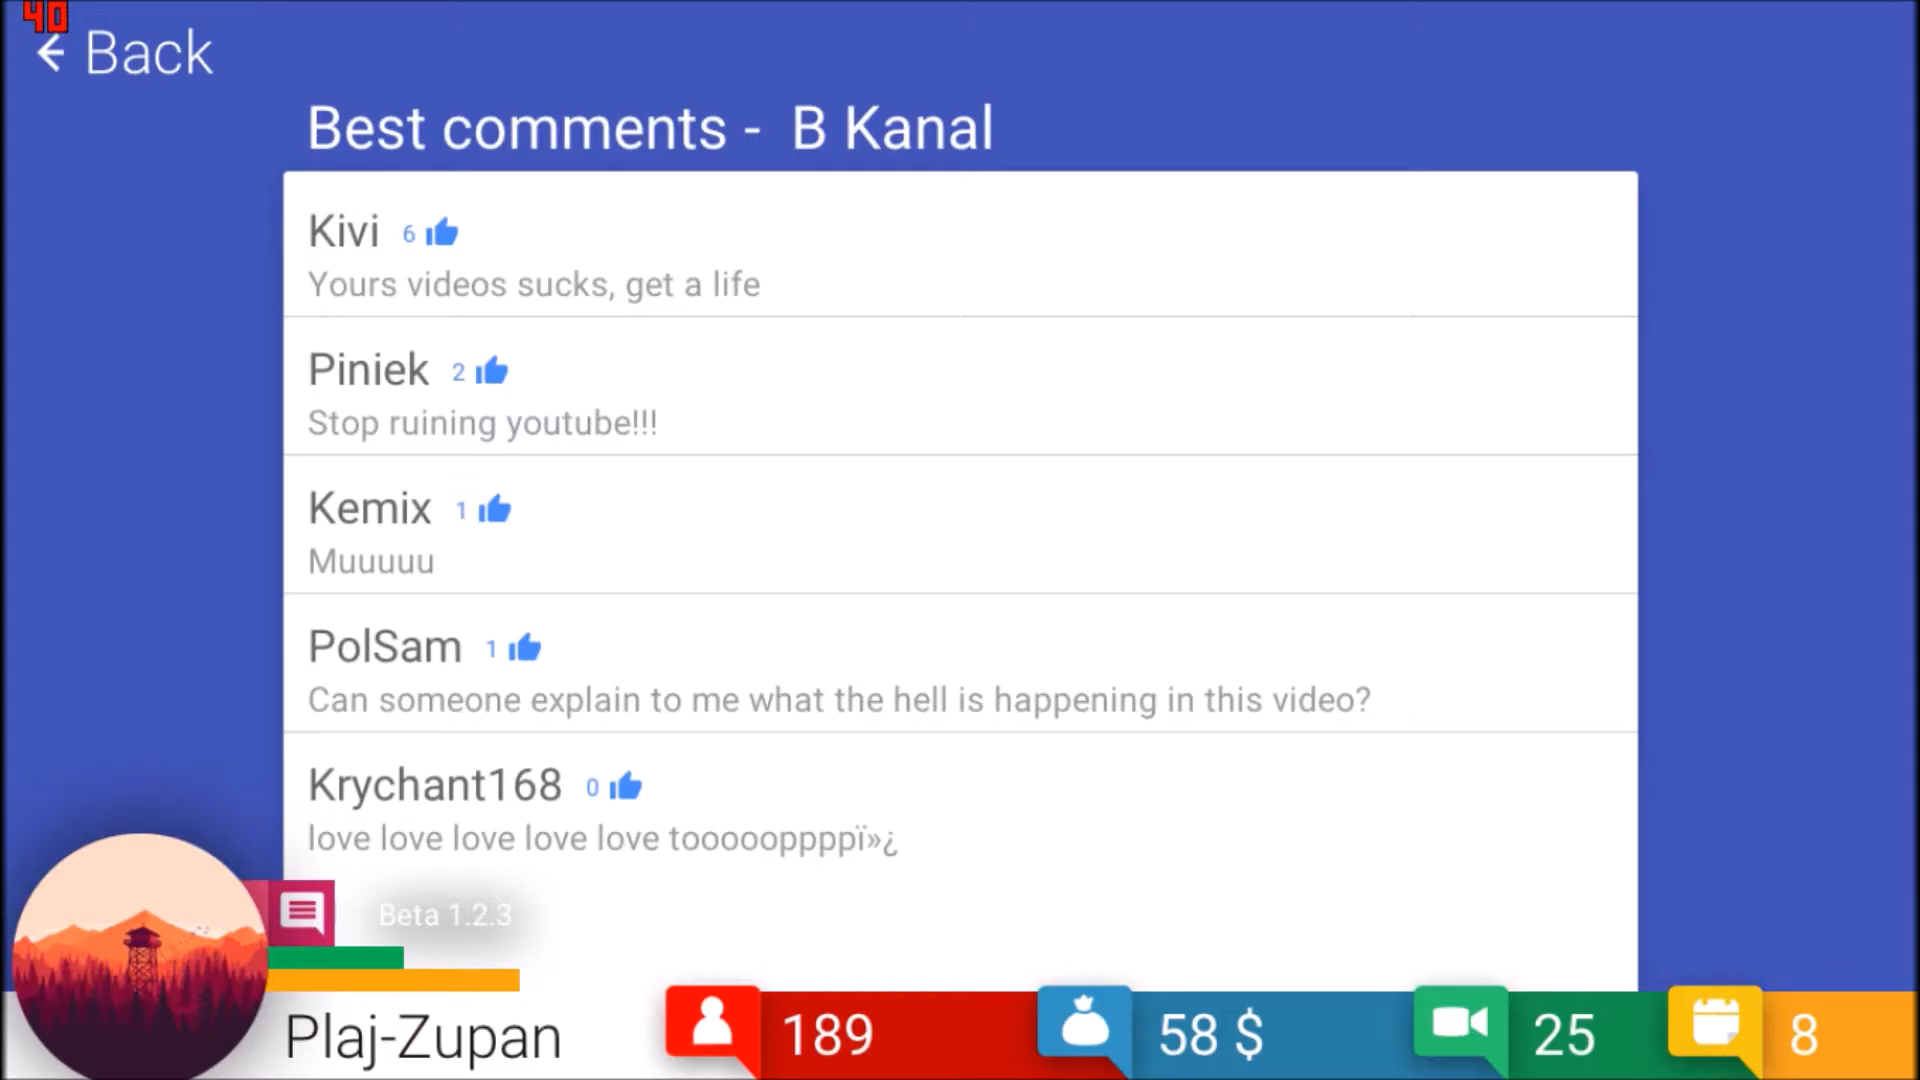 40
Back
Best comments - B Kanal
Kivi 6
Yours videos sucks, get a life
Piniek 2
Stop ruining youtube!!!
Kemix 1
Muuuuu
PolSam 1
Can someone explain to me what the hell is happening in this video?
Krychant168 0
love love love love love tooooopppp»¿
Beta 1.2.3
Plaj-Zupan 189 58 $ 25 8